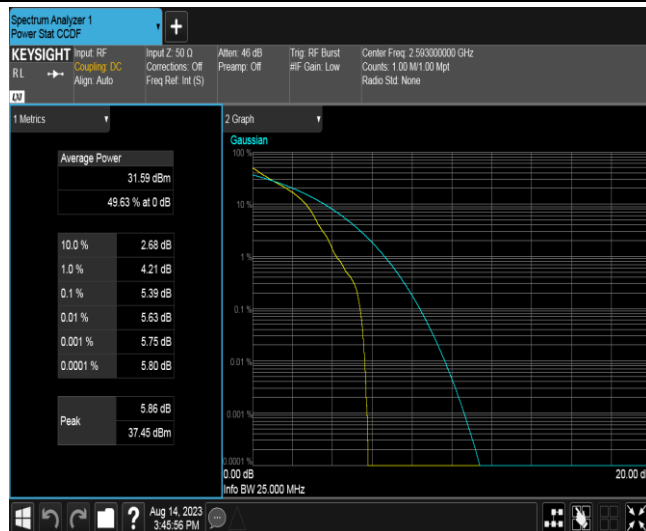 Spectrum Analyzer 1
Power Stat CCDF
+
KEYSIGHT
RL
Input: RF
Coupling: DC
Align: Auto
Input Z: 50 Ω
Corrections: Off
Freq Ref: Int (S)
Atten: 46 dB
Preamp: Off
Trig: RF Burst
#IF Gain: Low
Center Freq: 2.593000000 GHz
Counts: 1.00 M/1.00 Mpt
Radio Std: None
1 Metrics
Average Power
31.59 dBm
49.63 % at 0 dB
10.0 % 2.68 dB
1.0 % 4.21 dB
0.1 % 5.39 dB
0.01 % 5.63 dB
0.001 % 5.75 dB
0.0001 % 5.80 dB
Peak
5.86 dB
37.45 dBm
2 Graph
Gaussian
100 %
10 %
1 %
0.1 %
0.01 %
0.001 %
0.0001 %
0.00 dB
20.00 d
Info BW 25.000 MHz
?
Aug 14, 2023
3:45:56 PM